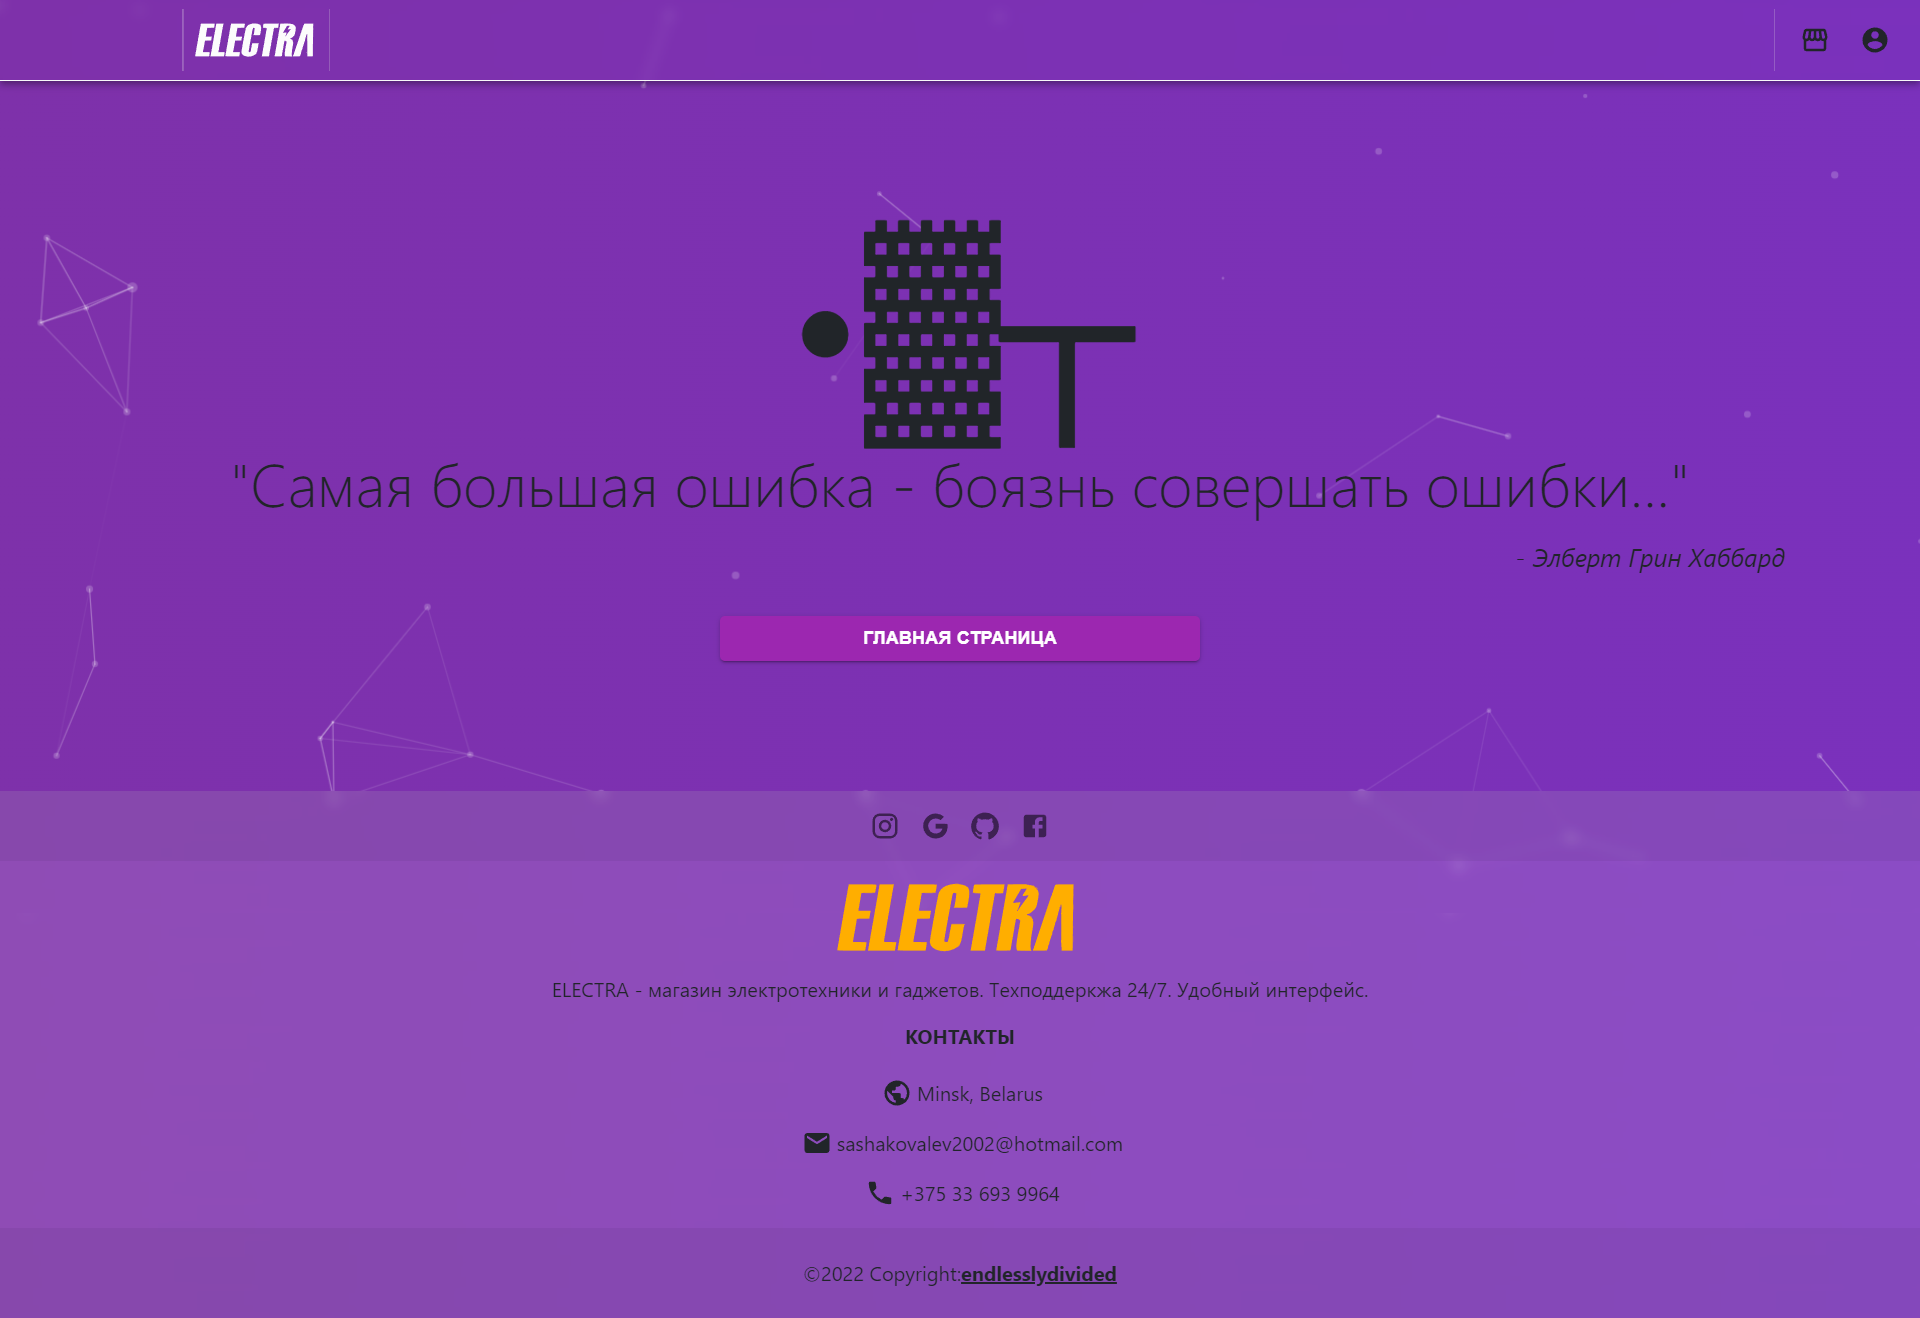 ELECTRA
"Самая большая ошибка - боязнь совершать ошибки..."
- Элберт Грин Хаббард
ГЛАВНАЯ СТРАНИЦА
ELECTRA
ELECTRA - магазин электротехники и гаджетов. Техподдеркжа 24/7. Удобный интерфейс.
КОНТАКТЫ
Minsk, Belarus
sashakovalev2002@hotmail.com
+375 33 693 9964
©2022 Copyright:endlesslydivided